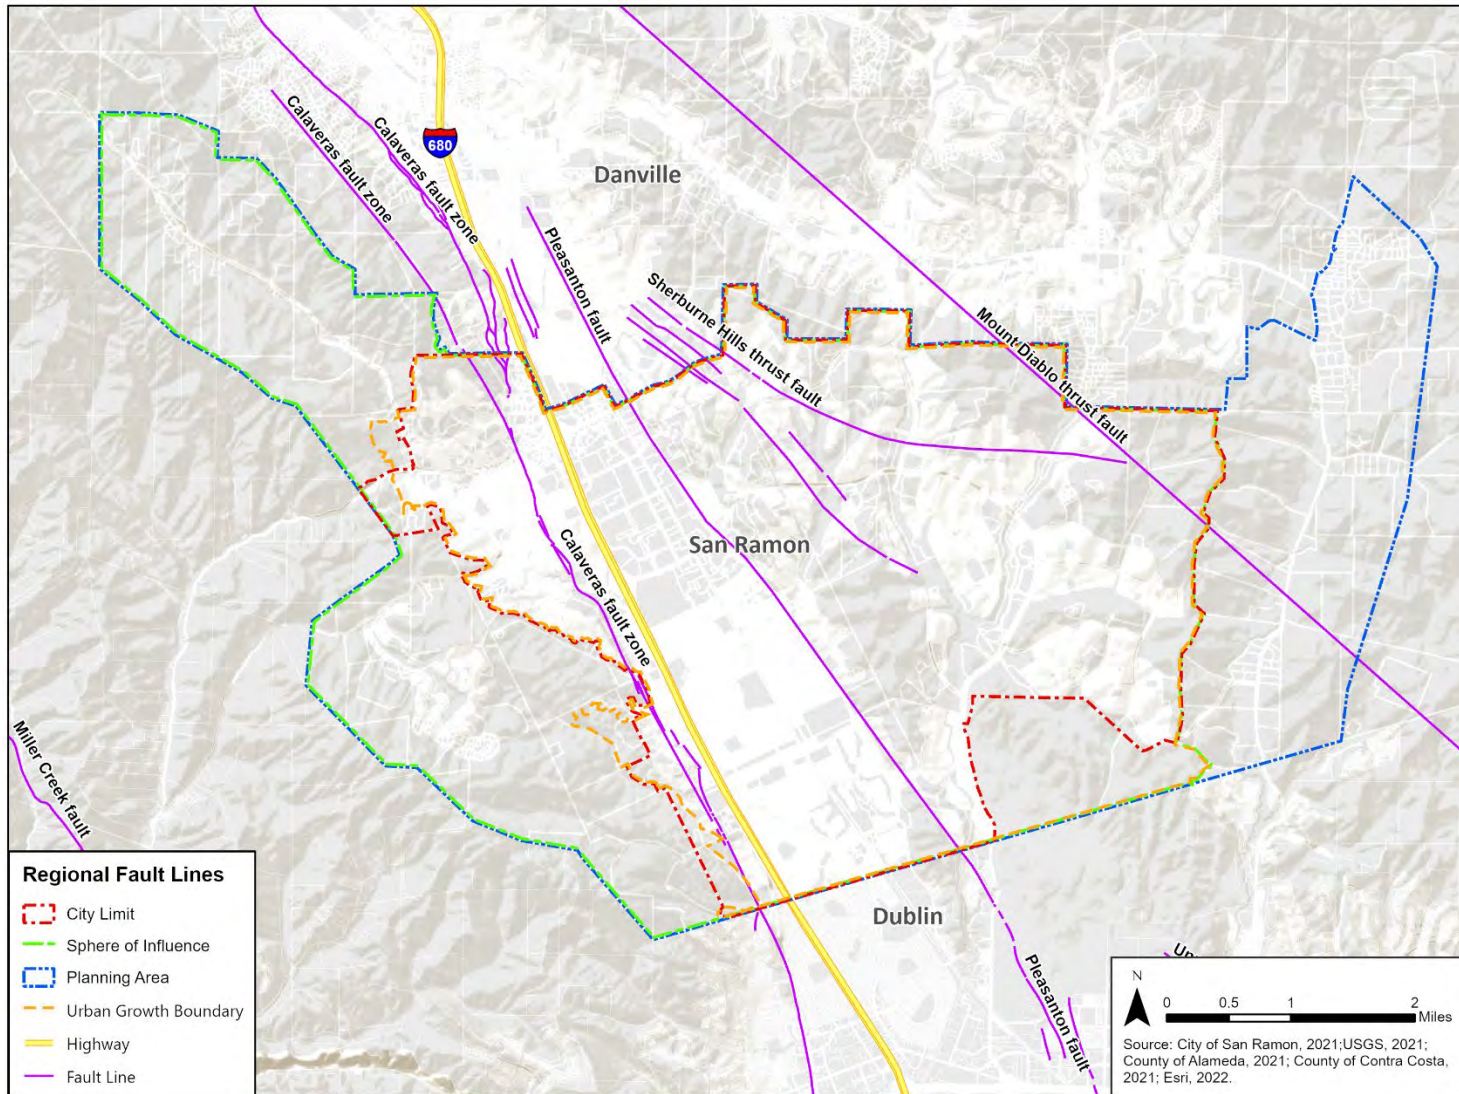 680
Danville
Calaveras fault zone
Calaveras fault zone
Pleasanton fault
Sherburne Hills thrust fault
Mount Diablo thrust fault
San Ramon
Calaveras fault zone
Miller Creek fault
Dublin
Pleasanton fault
Regional Fault Lines
City Limit
Sphere of Influence
Planning Area
Urban Growth Boundary
Highway
Fault Line
N
0 0.5 1 2
Miles
Source: City of San Ramon, 2021;USGS, 2021;
County of Alameda, 2021; County of Contra Costa,
2021; Esri, 2022.